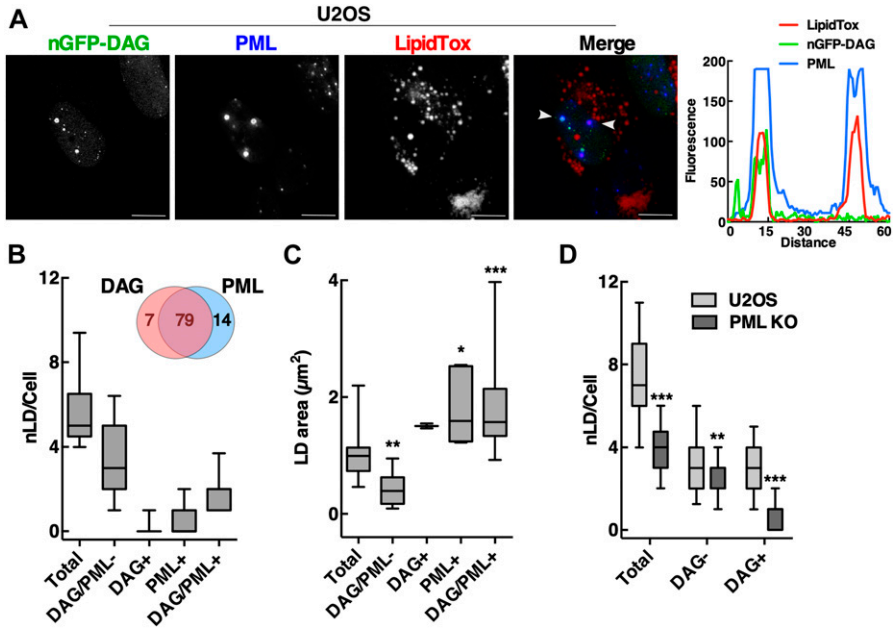 A
U2OS
nGFP-DAG
PML
LipidTox
Merge
LipidTox
nGFP-DAG
PML
Fluorescence
200
150
100
50
0
0
15
30
45
60
Distance
B
nLD/Cell
12
8
4
0
DAG
PML
7
79
14
Total
DAG/PML-
DAG+
PML+
DAG/PML+
C
LD area (µm²)
4
2
0
**
*
***
Total
DAG/PML-
DAG+
PML+
DAG/PML+
D
nLD/Cell
12
8
4
0
U2OS
PML KO
***
**
***
Total
DAG-
DAG+